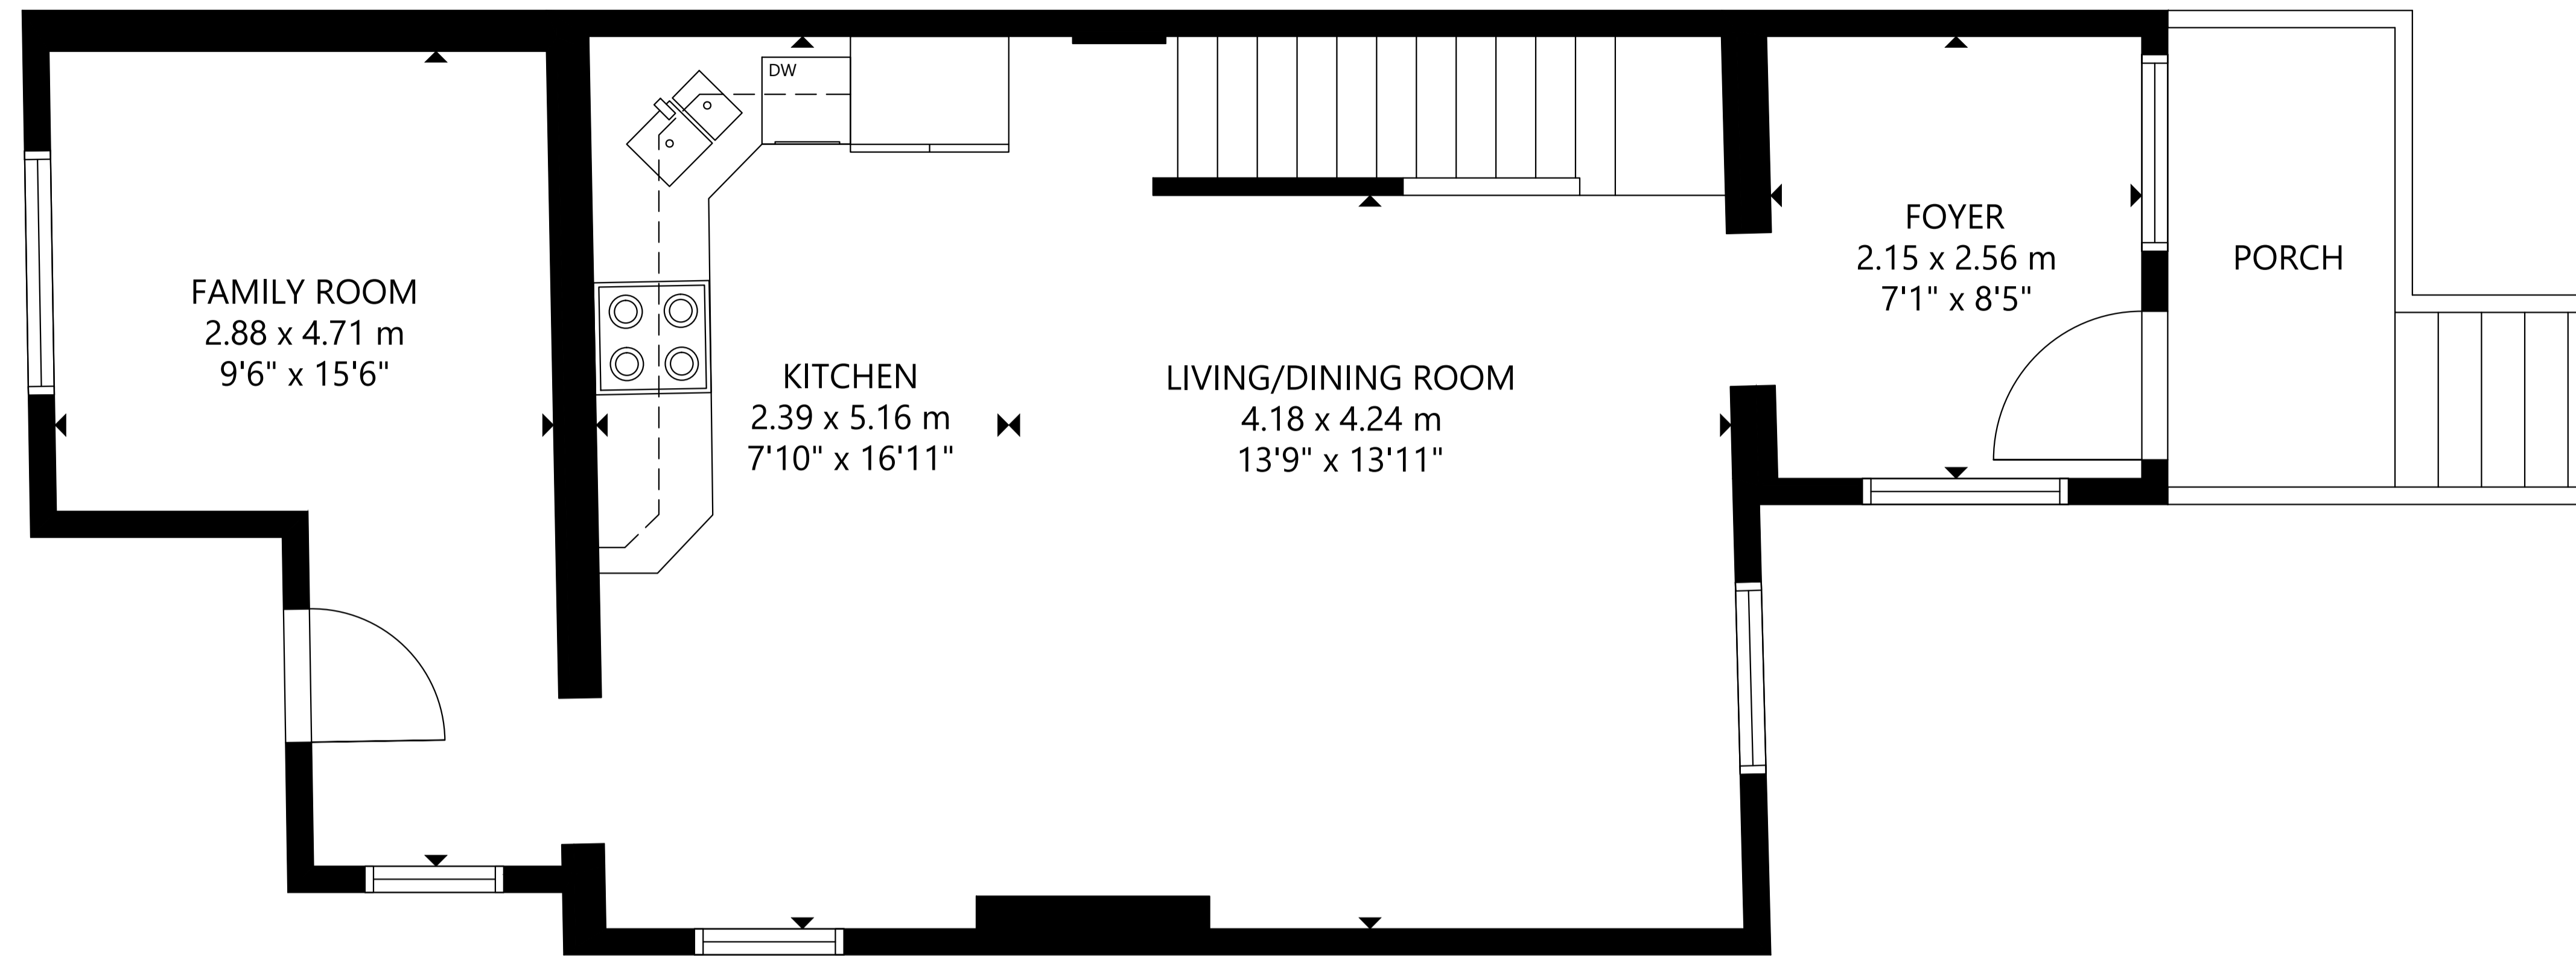 DW
FAMILY ROOM
2.88 x 4.71 m
9'6" x 15'6"
KITCHEN
2.39 x 5.16 m
7'10" x 16'11"
LIVING/DINING ROOM
4.18 x 4.24 m
13'9" x 13'11"
FOYER
2.15 x 2.56 m
7'1" x 8'5"
PORCH